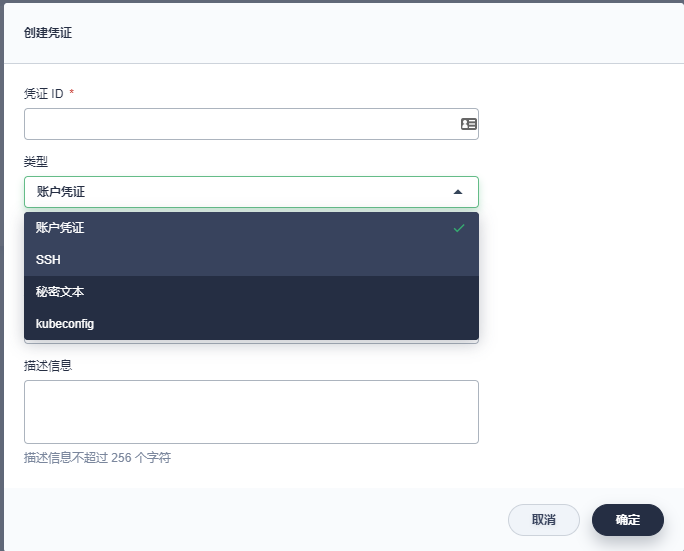 创建凭证
凭证 ID *
类型
账户凭证
账户凭证
SSH
秘密文本
kubeconfig
描述信息
描述信息不超过 256 个字符
取消
确定